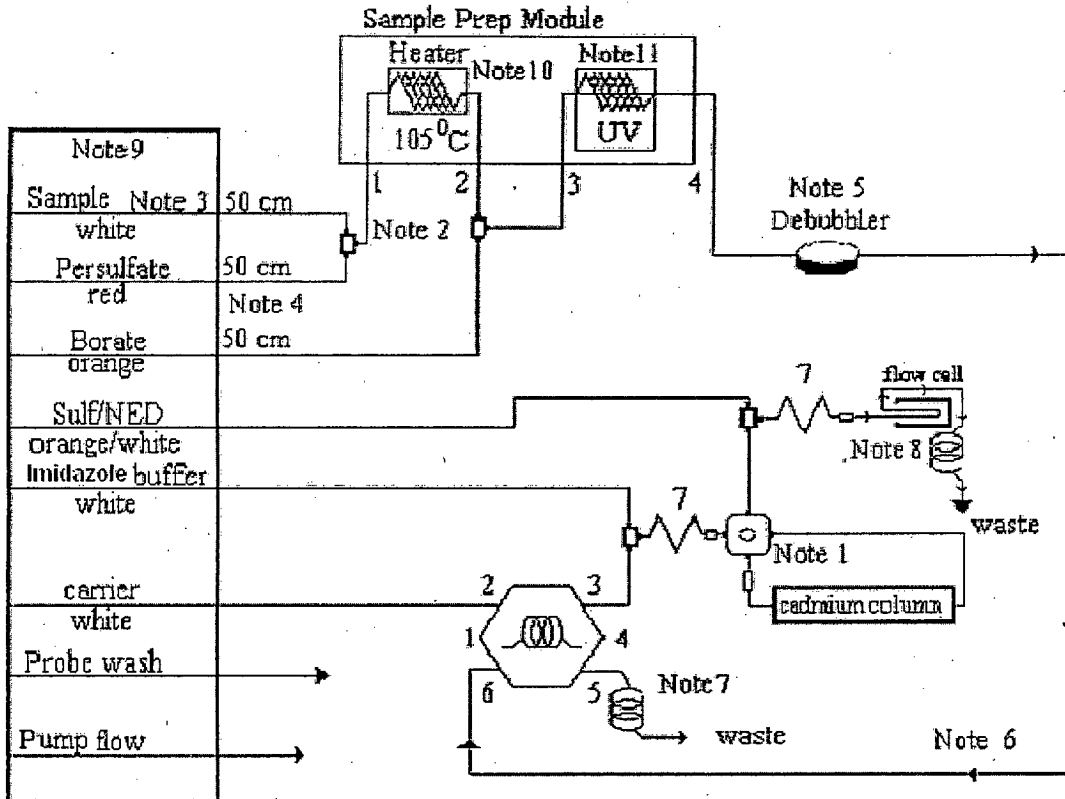 Sample Prep Module
Heater
Note10
Note11
105⁰C
UV
1
2
3
4
Note9
Sample Note 3 50 cm
white
Note 2
Persulfate 50 cm
red
Note 4
Borate 50 cm
orange
Note 5
Debubbler
Sulf/NED
orange/white
Imidazole buffer
white
7
flow cell
Note 8
waste
7
Note 1
cadmium column
carrier
white
2
3
1
4
6
5
Probe wash
Note7
waste
Pump flow
Note 6